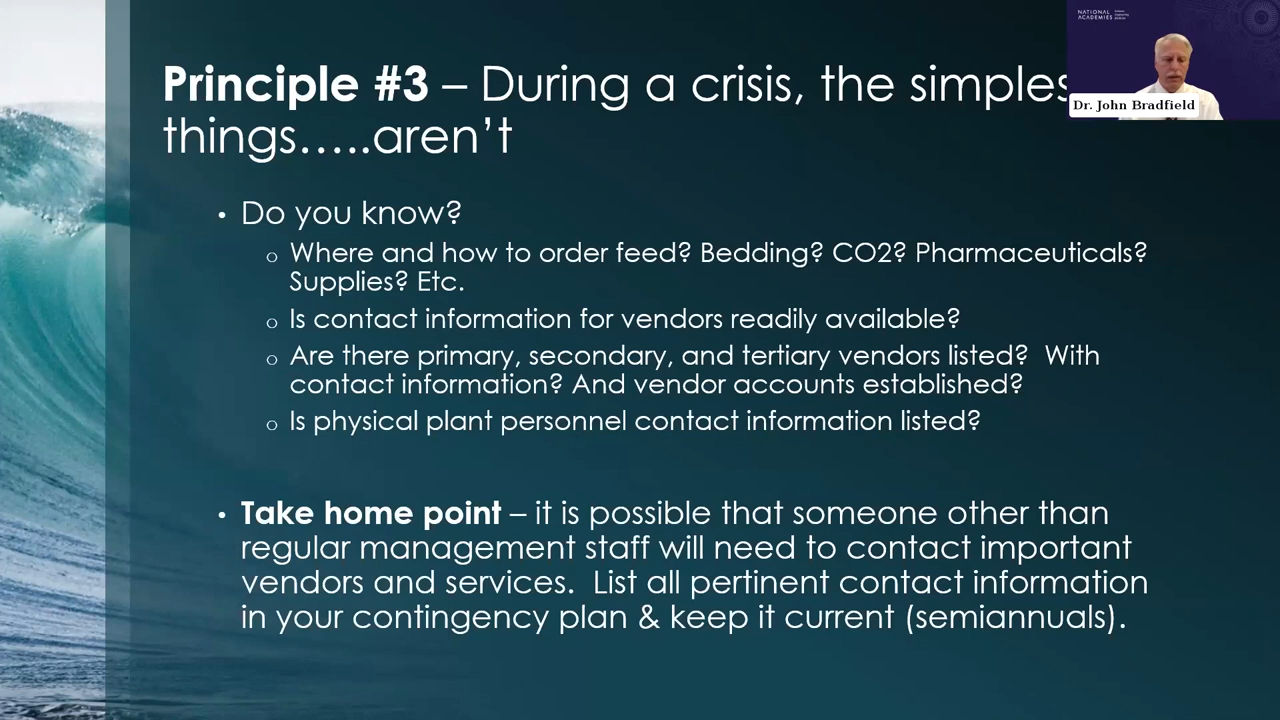 NATIONAL
ACADEMIES
Principle #3 – During a crisis, the simples
things…..aren’t
Dr. John Bradfield
• Do you know?
o Where and how to order feed? Bedding? CO2? Pharmaceuticals?
Supplies? Etc.
o Is contact information for vendors readily available?
o Are there primary, secondary, and tertiary vendors listed?  With
contact information? And vendor accounts established?
o Is physical plant personnel contact information listed?
• Take home point – it is possible that someone other than
regular management staff will need to contact important
vendors and services.  List all pertinent contact information
in your contingency plan & keep it current (semiannuals).